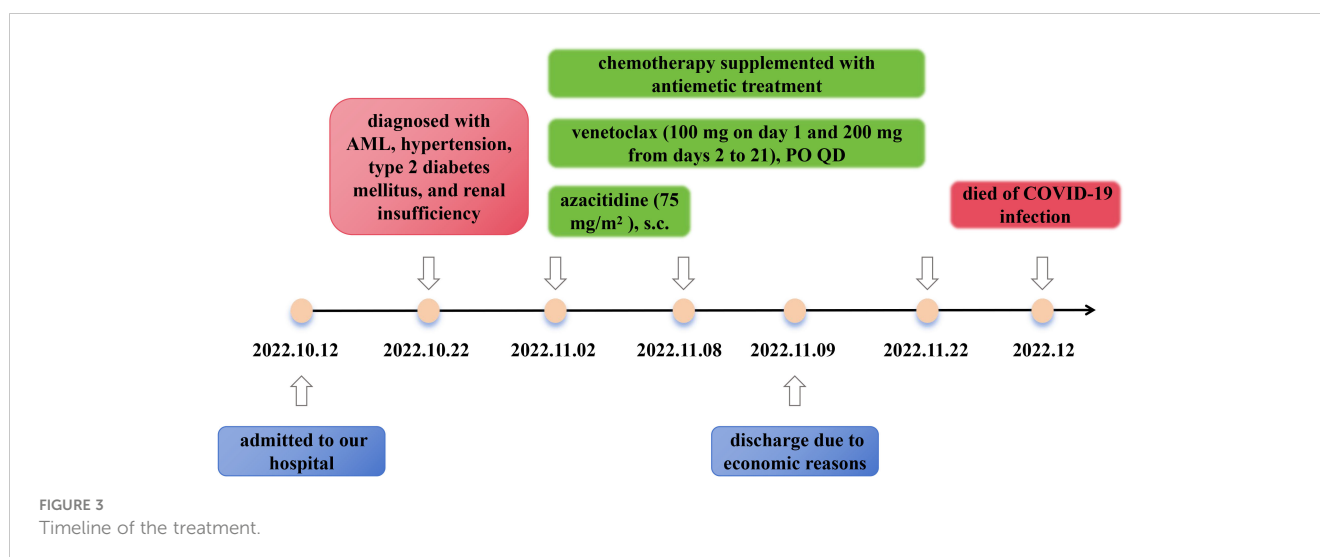 chemotherapy supplemented with
antiemetic treatment
diagnosed with
AML, hypertension,
type 2 diabetes
mellitus, and renal
insufficiency
venetoclax (100 mg on day 1 and 200 mg
from days 2 to 21), PO QD
azacitidine (75
mg/m² ), s.c.
died of COVID-19
infection
2022.10.12
2022.10.22
2022.11.02
2022.11.08
2022.11.09
2022.11.22
2022.12
admitted to our
hospital
discharge due to
economic reasons
FIGURE 3
Timeline of the treatment.